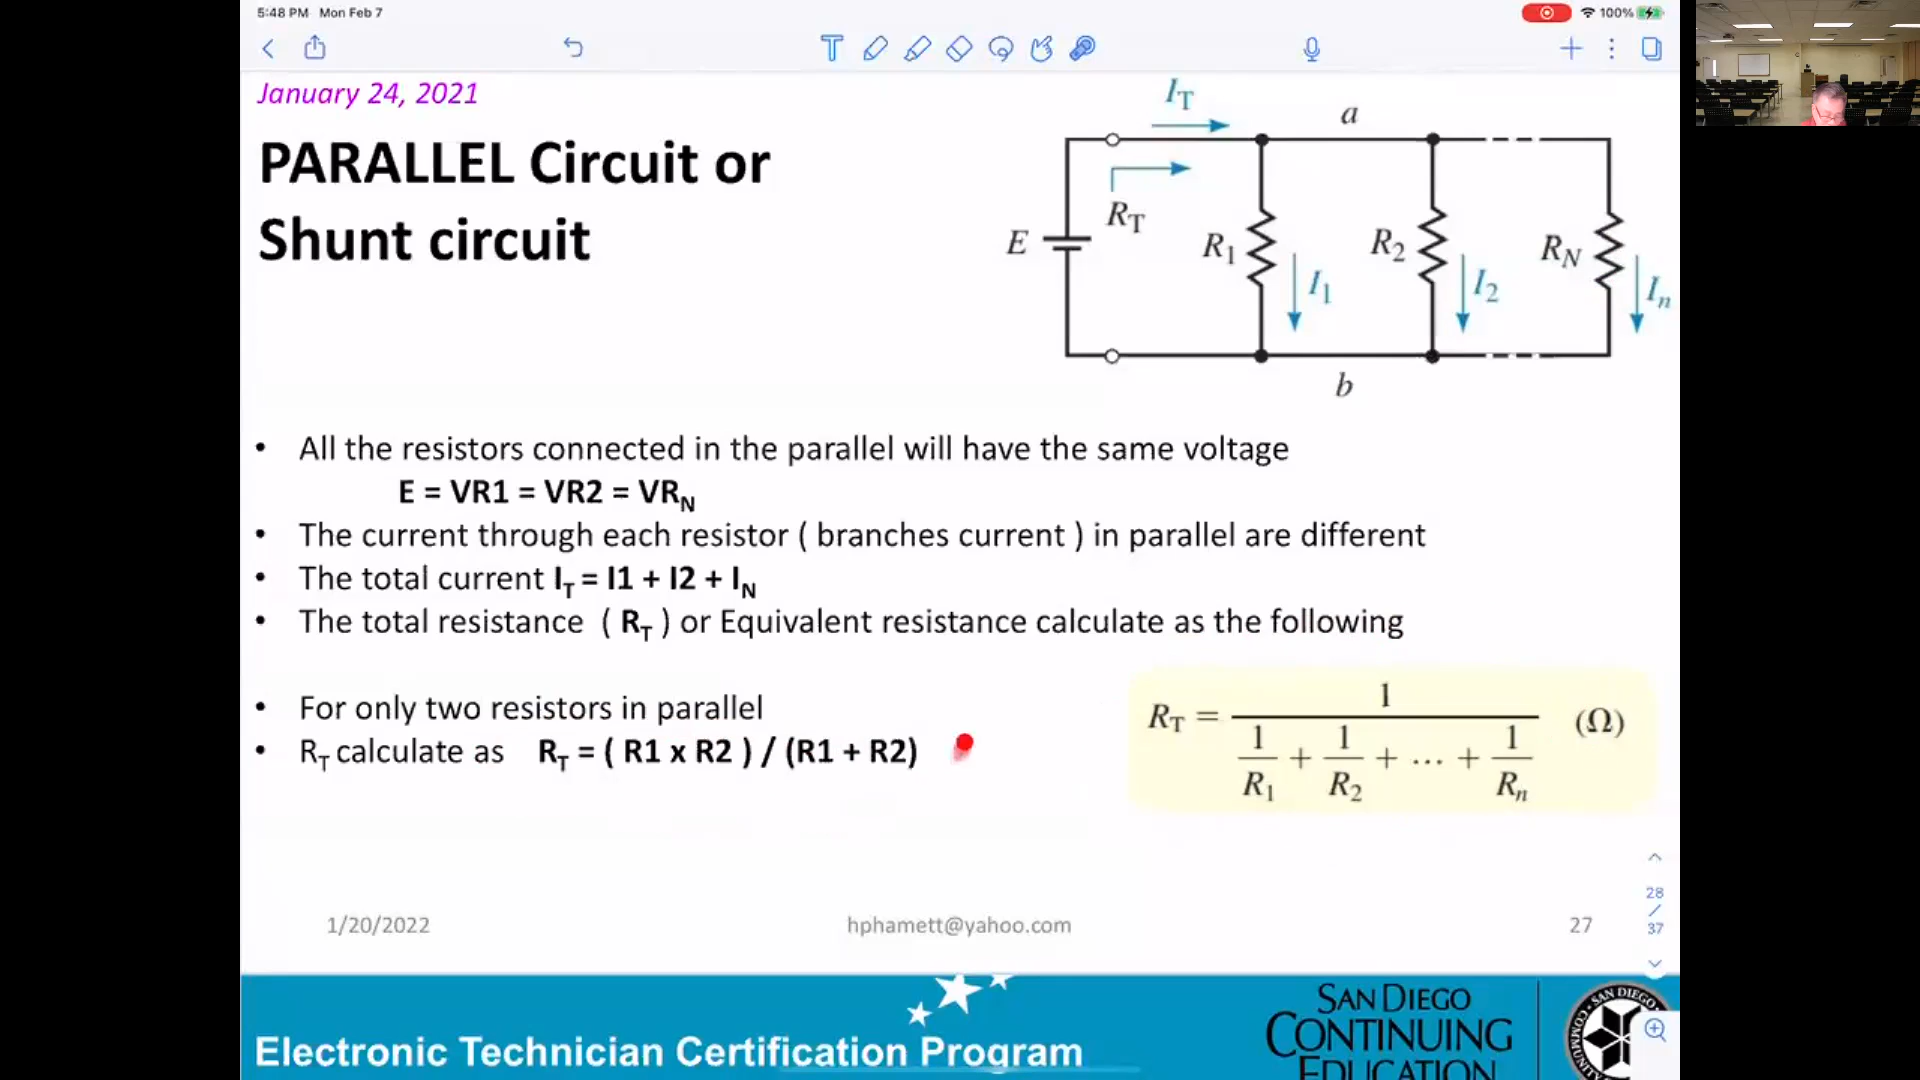 5:48 PM Mon Feb 7
100%
January 24, 2021
PARALLEL Circuit or
Shunt circuit
I_T
a
R_T
E
R_1
I_1
R_2
I_2
R_N
I_n
b
• All the resistors connected in the parallel will have the same voltage
E = VR1 = VR2 = VR_N
• The current through each resistor ( branches current ) in parallel are different
• The total current I_T = I1 + I2 + I_N
• The total resistance ( R_T ) or Equivalent resistance calculate as the following
• For only two resistors in parallel
• R_T calculate as R_T = ( R1 x R2 ) / (R1 + R2)
R_T = 1 / (1/R_1 + 1/R_2 + ... + 1/R_n) (Ω)
28
/
37
1/20/2022
hphamett@yahoo.com
27
Electronic Technician Certification Program
SAN DIEGO
CONTINUING
EDUCATION
SAN DIEGO